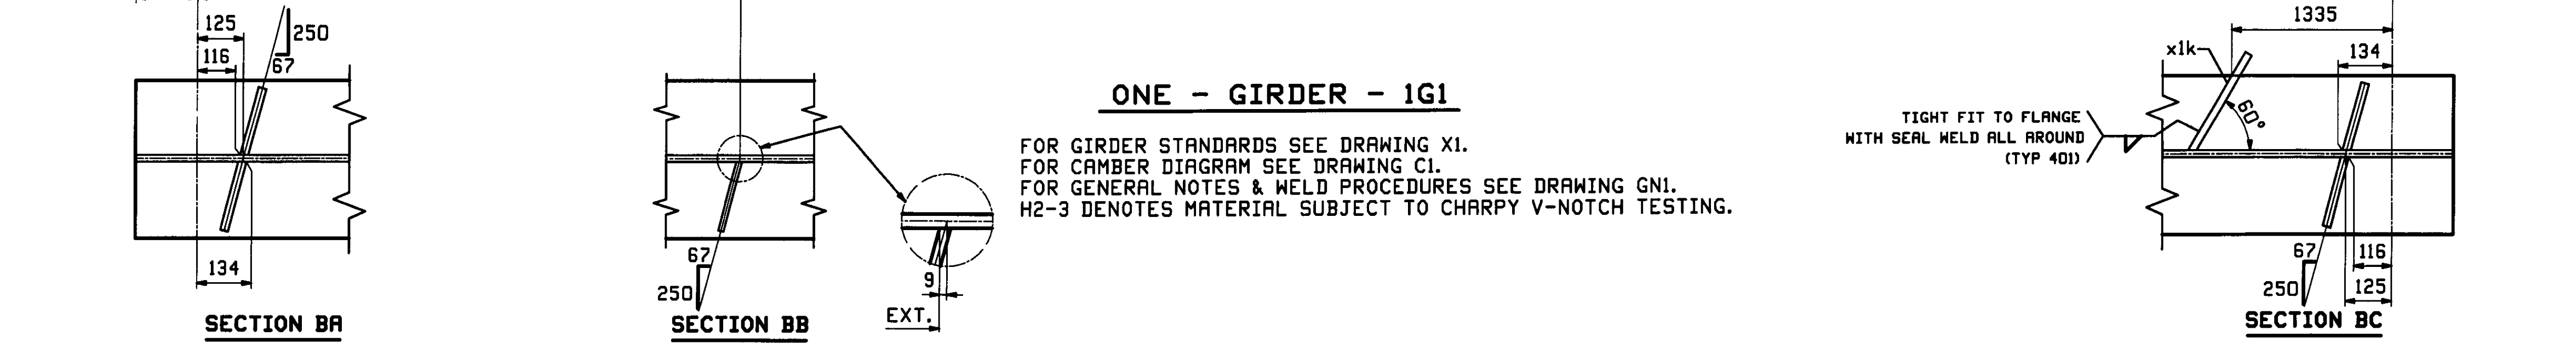 125
116
250
67
134
SECTION BA
67
250
SECTION BB
9
EXT.
ONE - GIRDER - 1G1
FOR GIRDER STANDARDS SEE DRAWING X1.
FOR CAMBER DIAGRAM SEE DRAWING C1.
FOR GENERAL NOTES & WELD PROCEDURES SEE DRAWING GN1.
H2-3 DENOTES MATERIAL SUBJECT TO CHARPY V-NOTCH TESTING.
1335
x1k
134
60°
TIGHT FIT TO FLANGE
WITH SEAL WELD ALL AROUND
(TYP 401)
67
250
116
125
SECTION BC